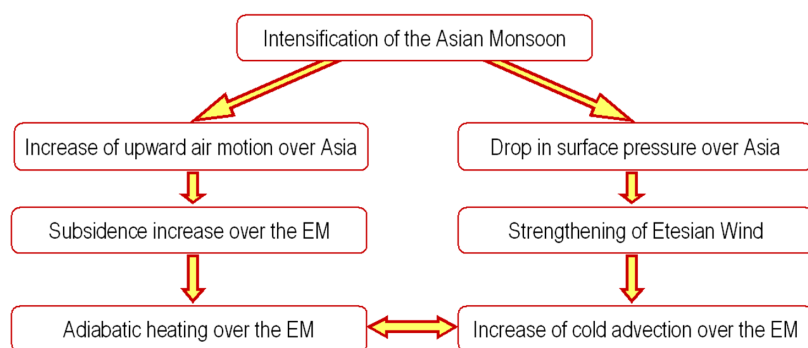 Intensification of the Asian Monsoon
Increase of upward air motion over Asia
Drop in surface pressure over Asia
Subsidence increase over the EM
Strengthening of Etesian Wind
Adiabatic heating over the EM
Increase of cold advection over the EM